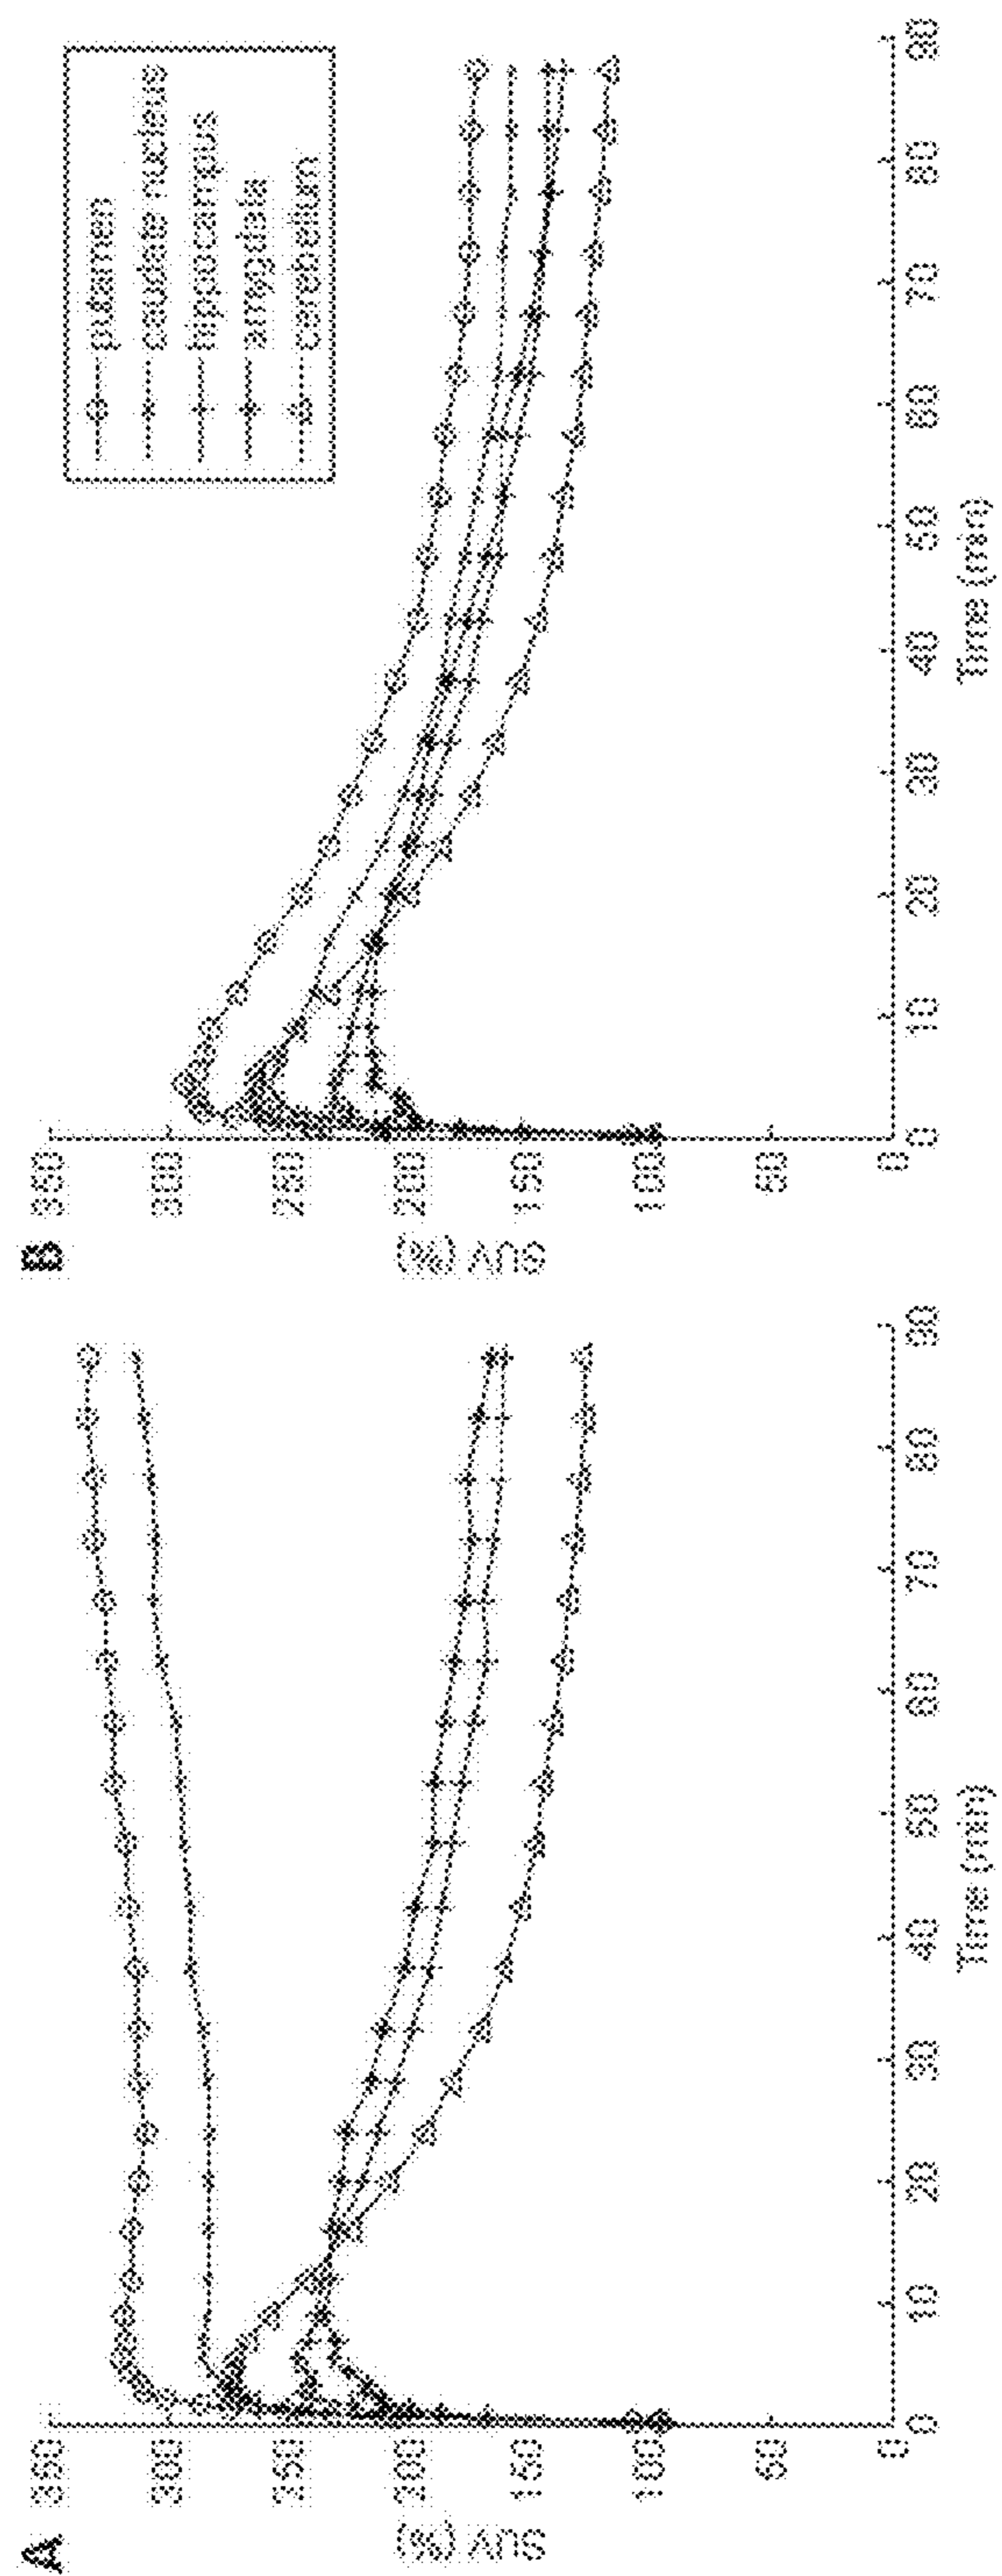 A
SUV (%)
350
300
250
200
150
100
50
0
0 10 20 30 40 50 60 70 80 90
Time (min)
B
SUV (%)
350
300
250
200
150
100
50
0
0 10 20 30 40 50 60 70 80 90
Time (min)
putamen
caudate nucleus
hippocampus
amygdala
cerebellum